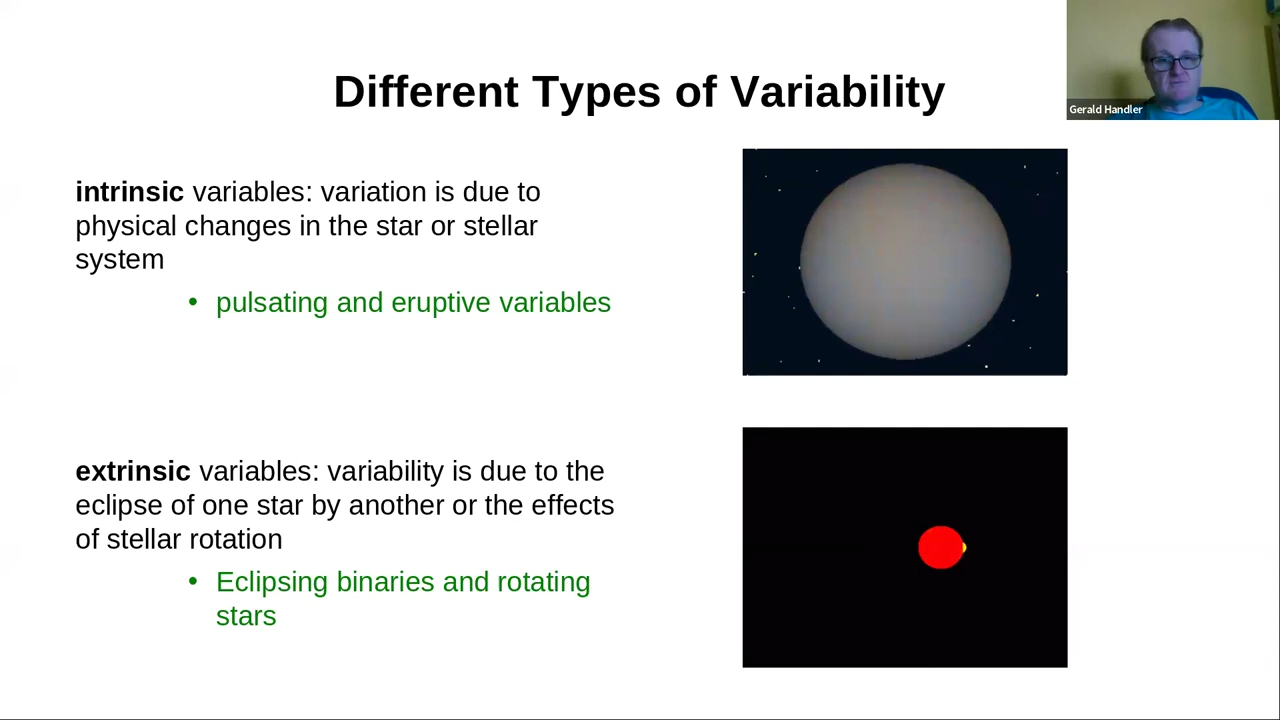 Different Types of Variability
Gerald Handler
intrinsic variables: variation is due to
physical changes in the star or stellar
system
• pulsating and eruptive variables
extrinsic variables: variability is due to the
eclipse of one star by another or the effects
of stellar rotation
• Eclipsing binaries and rotating
stars